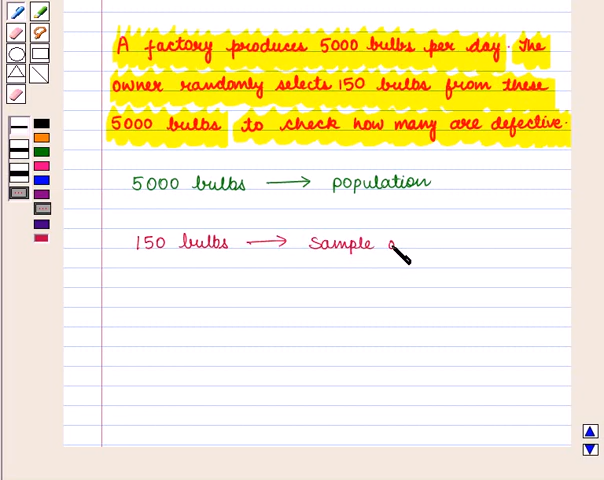 A factory produces 5000 bulbs per day. The
owner randomly selects 150 bulbs from these
5000 bulbs to check how many are defective.
5000 bulbs → population
150 bulbs → Sample